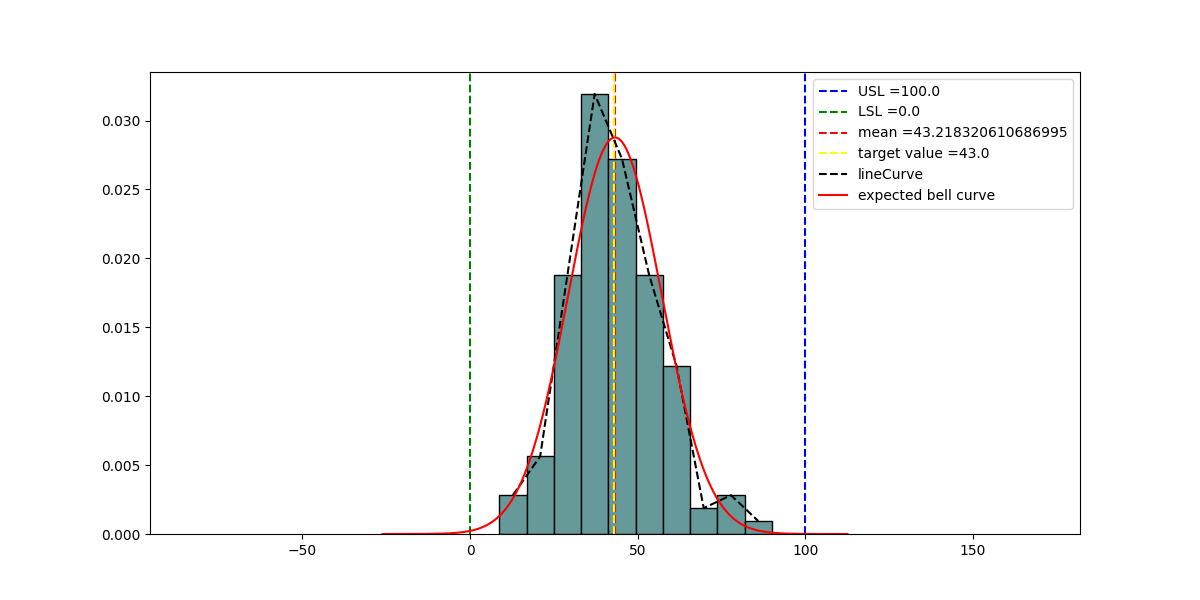 0.030
0.025
0.020
0.015
0.010
0.005
0.000
−50
0
50
100
150
USL =100.0
LSL =0.0
mean =43.218320610686995
target value =43.0
lineCurve
expected bell curve